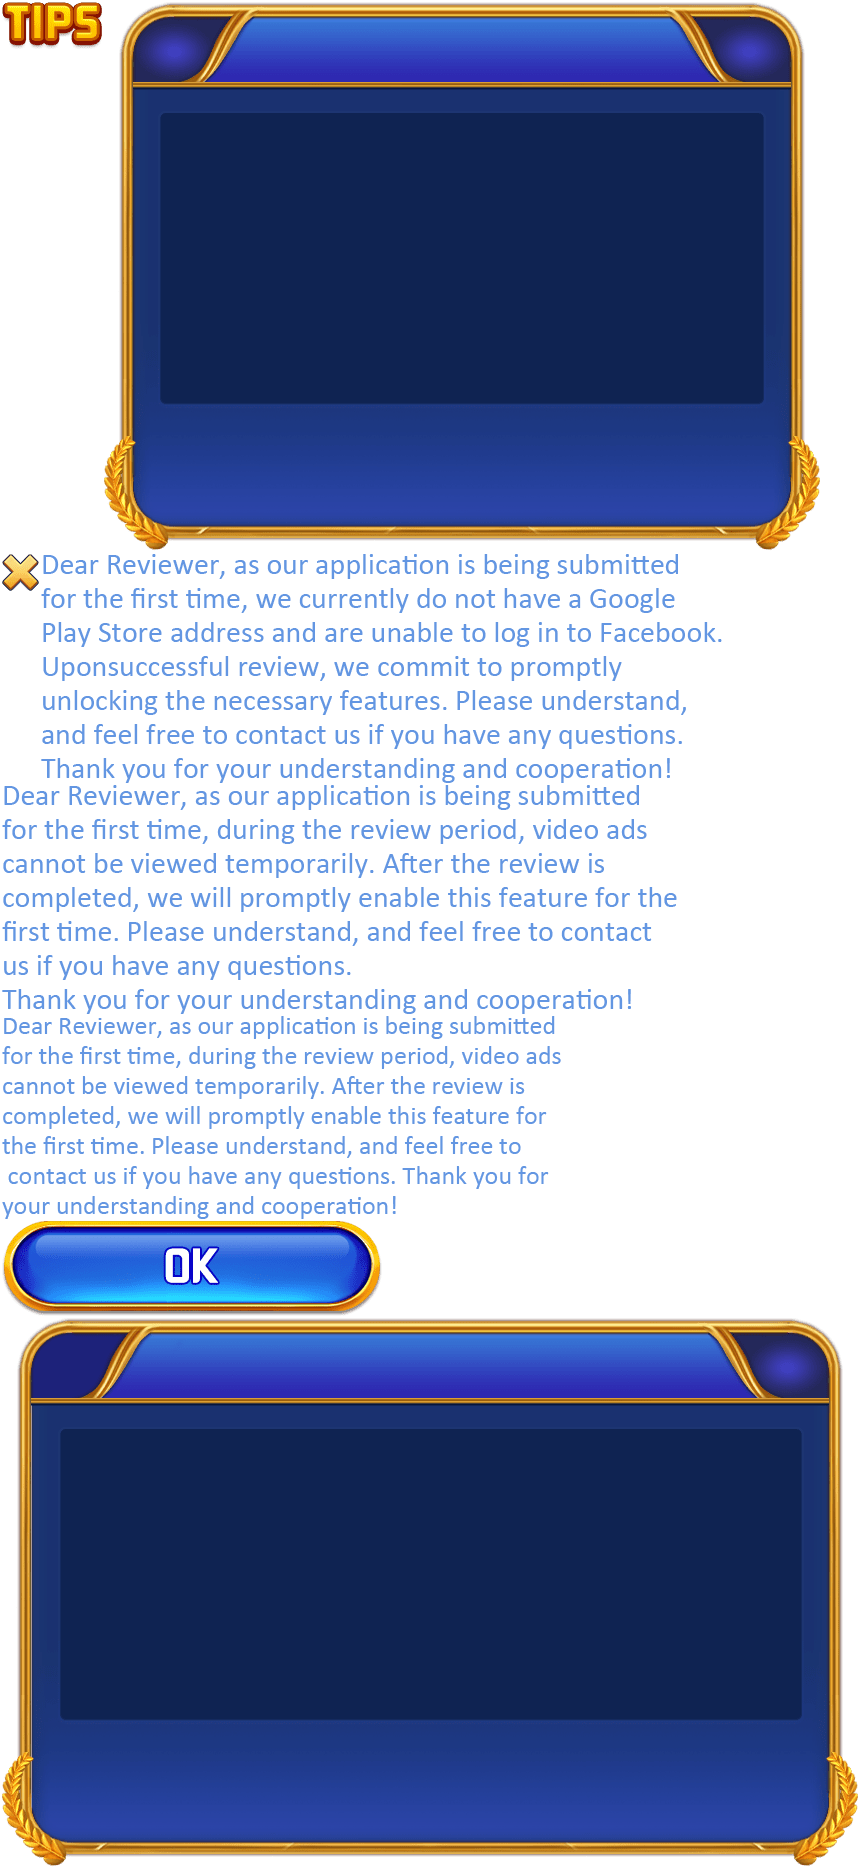 TIPS
Dear Reviewer, as our application is being submitted
for the first time, we currently do not have a Google
Play Store address and are unable to log in to Facebook.
Uponsuccessful review, we commit to promptly
unlocking the necessary features. Please understand,
and feel free to contact us if you have any questions.
Thank you for your understanding and cooperation!
Dear Reviewer, as our application is being submitted
for the first time, during the review period, video ads
cannot be viewed temporarily. After the review is
completed, we will promptly enable this feature for the
first time. Please understand, and feel free to contact
us if you have any questions.
Thank you for your understanding and cooperation!
Dear Reviewer, as our application is being submitted
for the first time, during the review period, video ads
cannot be viewed temporarily. After the review is
completed, we will promptly enable this feature for
the first time. Please understand, and feel free to
contact us if you have any questions. Thank you for
your understanding and cooperation!
OK